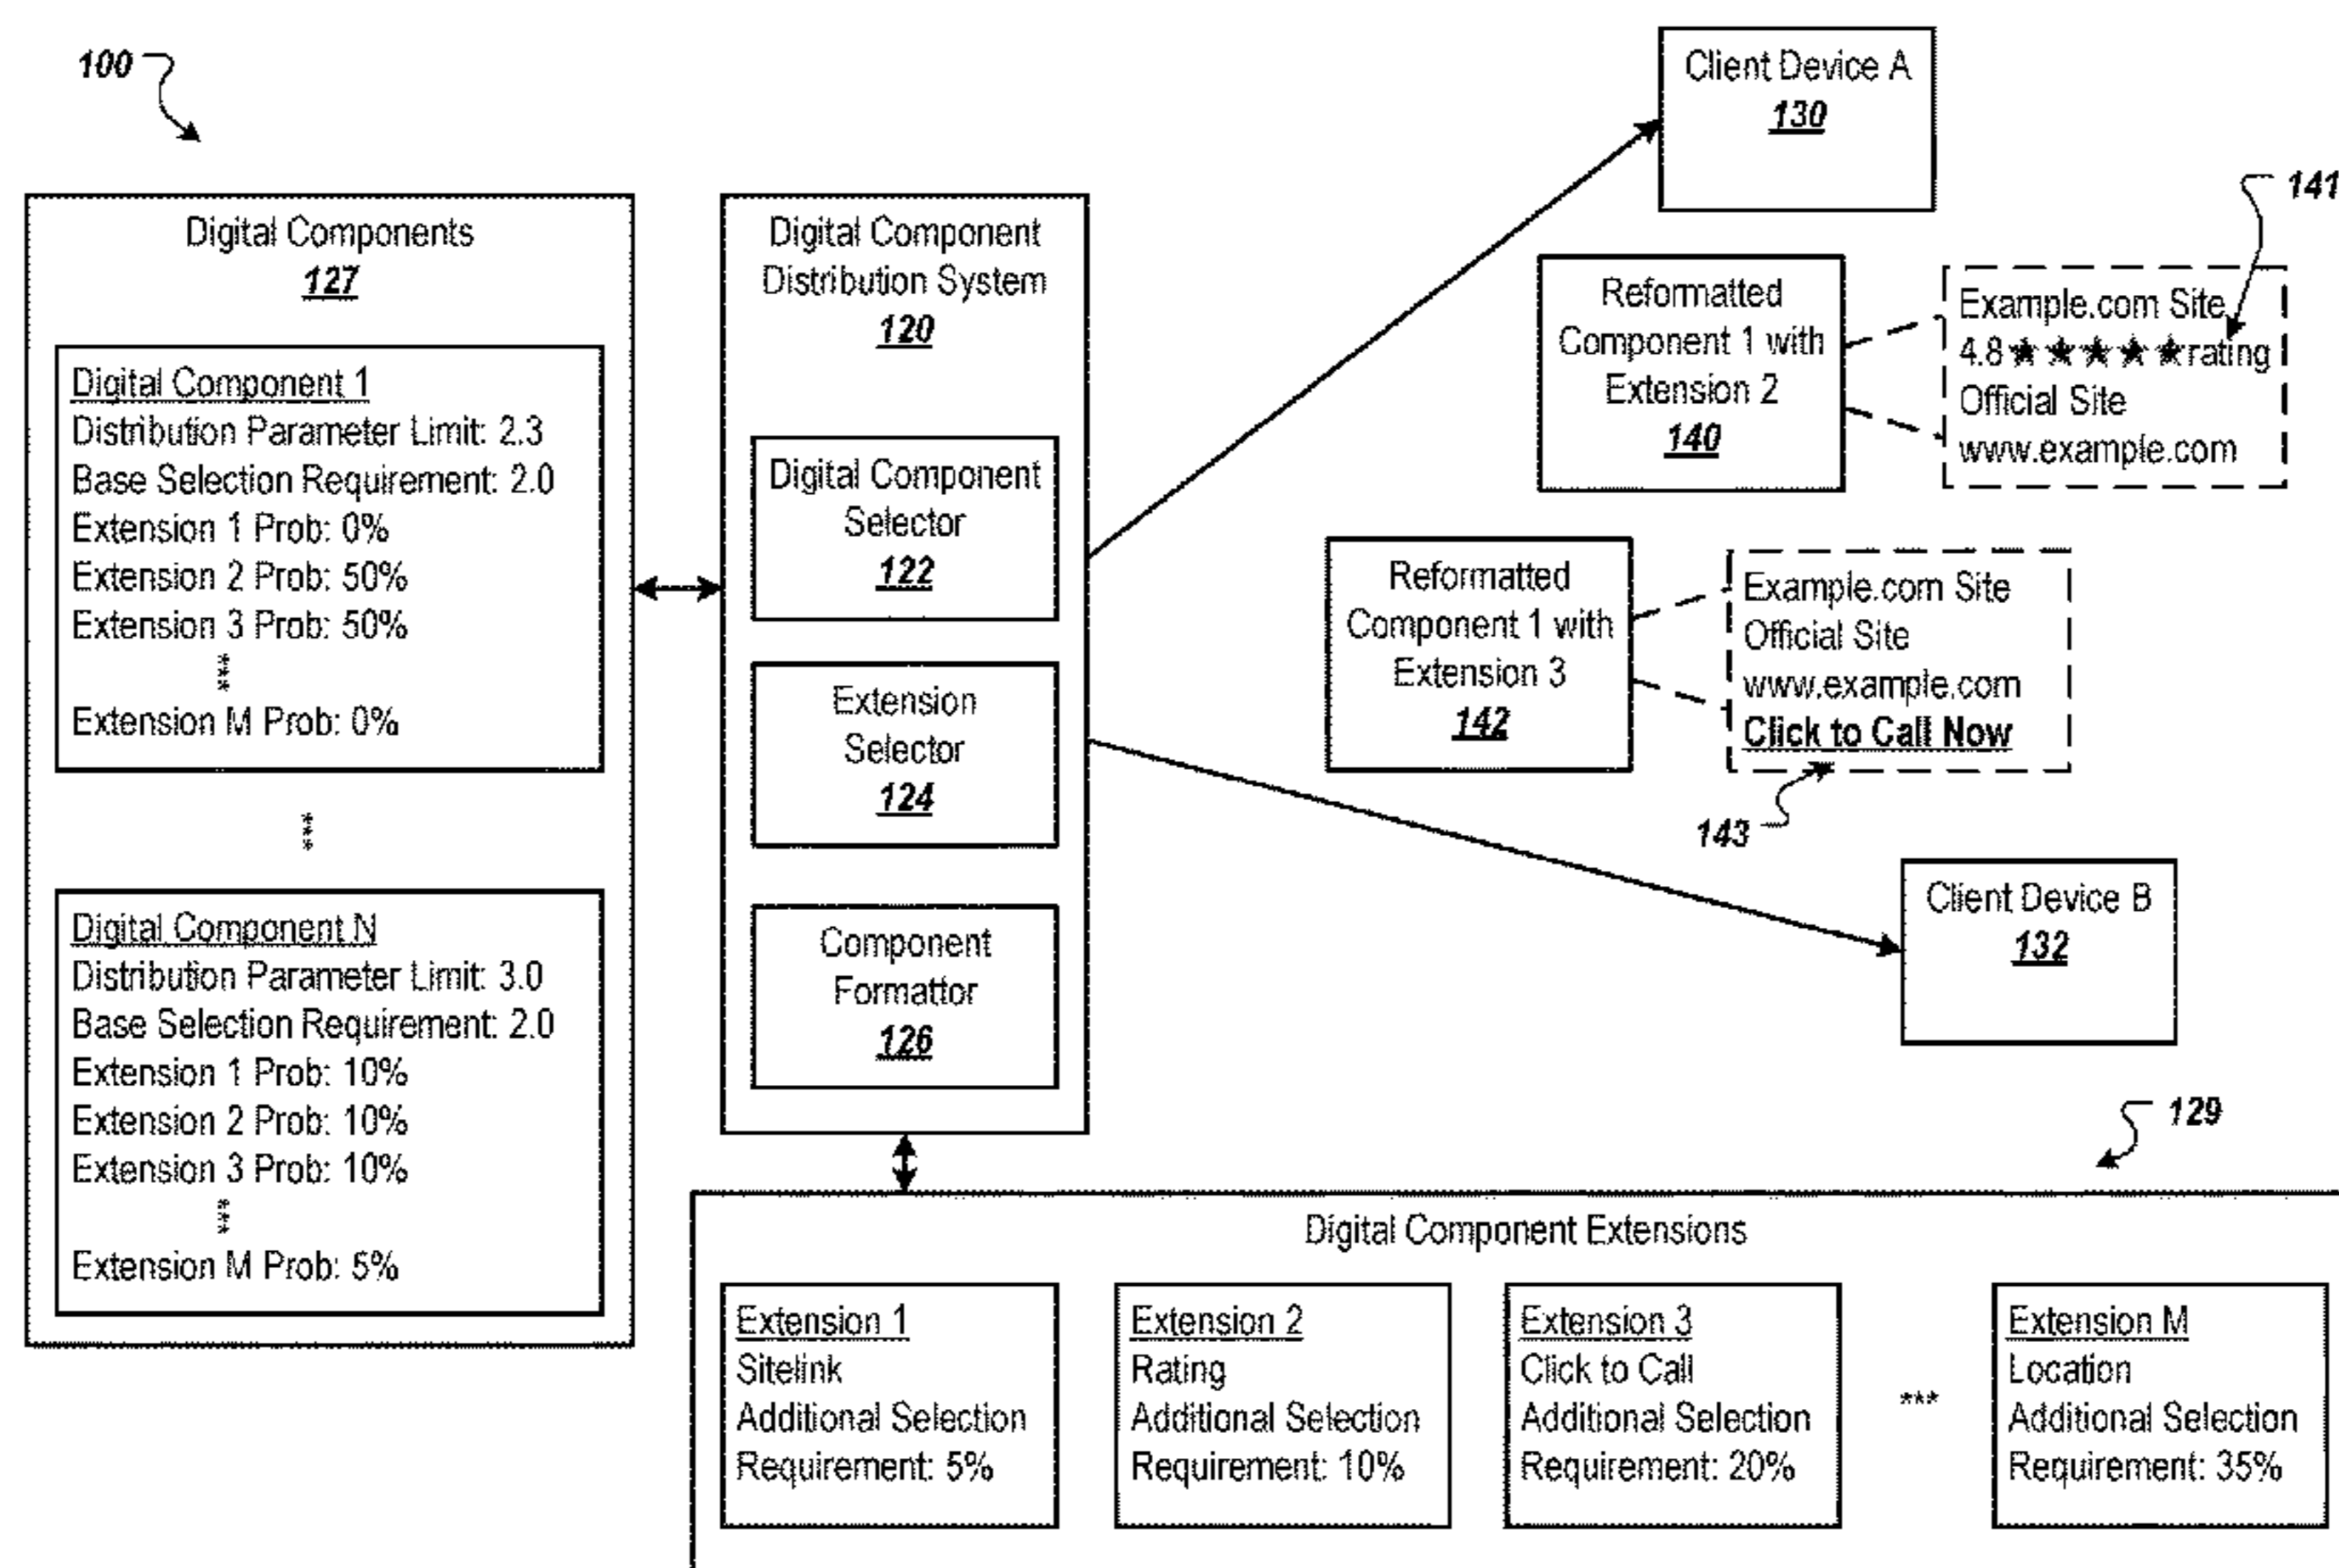 100
Digital Components
127
Digital Component 1
Distribution Parameter Limit: 2.3
Base Selection Requirement: 2.0
Extension 1 Prob: 0%
Extension 2 Prob: 50%
Extension 3 Prob: 50%
***
Extension M Prob: 0%
***
Digital Component N
Distribution Parameter Limit: 3.0
Base Selection Requirement: 2.0
Extension 1 Prob: 10%
Extension 2 Prob: 10%
Extension 3 Prob: 10%
***
Extension M Prob: 5%
Digital Component
Distribution System
120
Digital Component
Selector
122
Extension
Selector
124
Component
Formattor
126
Client Device A
130
141
Reformatted
Component 1 with
Extension 2
140
Example.com Site
4.8★★★★★rating
Official Site
www.example.com
Reformatted
Component 1 with
Extension 3
142
Example.com Site
Official Site
www.example.com
Click to Call Now
143
Client Device B
132
129
Digital Component Extensions
Extension 1
Sitelink
Additional Selection
Requirement: 5%
Extension 2
Rating
Additional Selection
Requirement: 10%
Extension 3
Click to Call
Additional Selection
Requirement: 20%
***
Extension M
Location
Additional Selection
Requirement: 35%